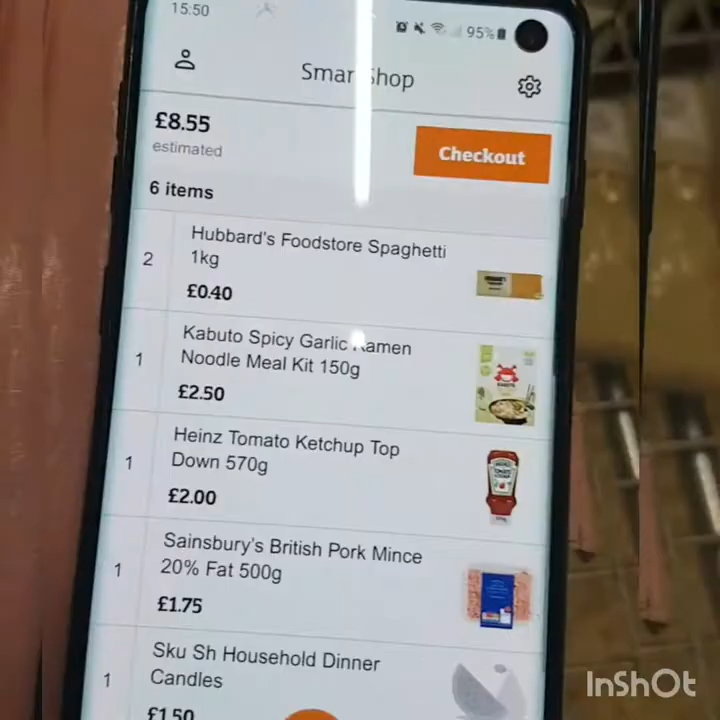 15:50
95%
Smar Shop
£8.55
estimated
Checkout
6 items
Hubbard's Foodstore Spaghetti
2
1kg
£0.40
Kabuto Spicy Garlic Ramen
1
Noodle Meal Kit 150g
£2.50
Heinz Tomato Ketchup Top
1
Down 570g
£2.00
Sainsbury's British Pork Mince
1
20% Fat 500g
£1.75
Sku Sh Household Dinner
1
Candles
£1.50
InShOt